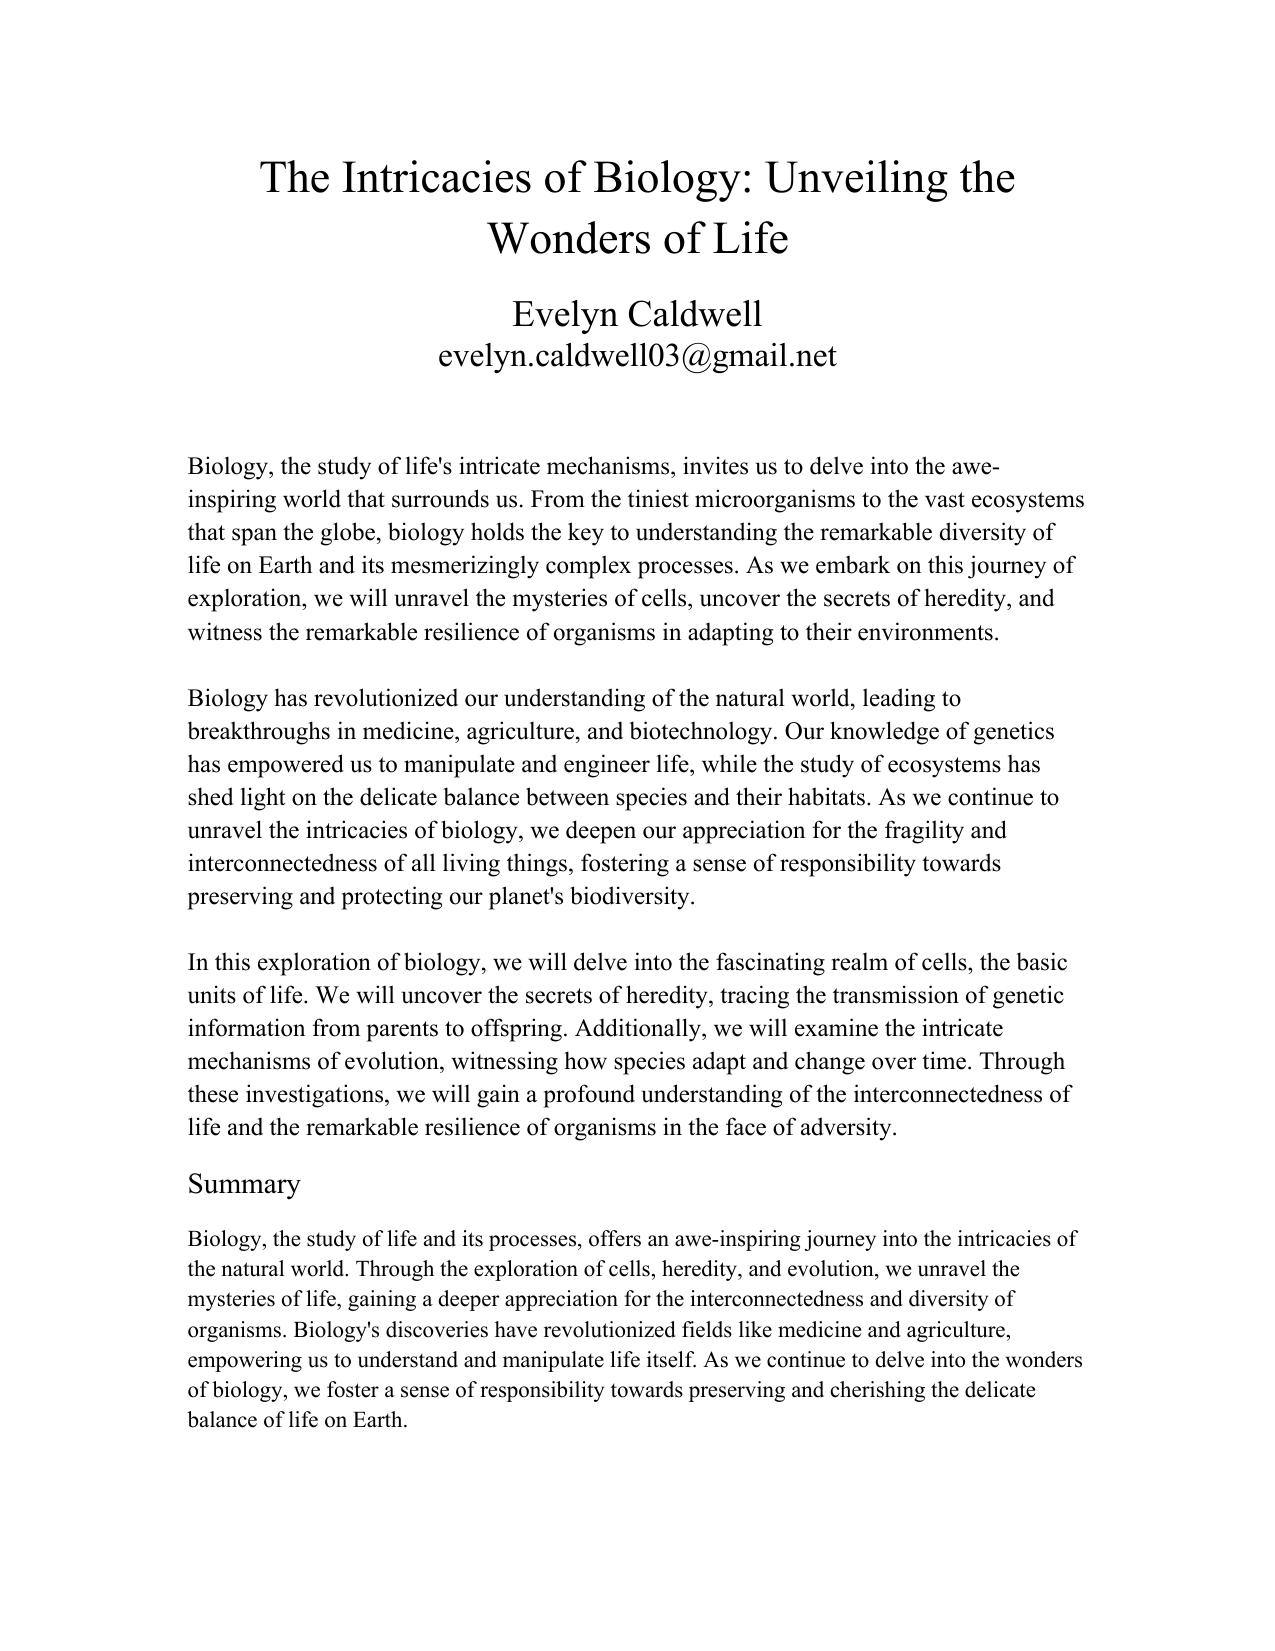 The Intricacies of Biology: Unveiling the
Wonders of Life
Evelyn Caldwell
evelyn.caldwell03@gmail.net
Biology, the study of life's intricate mechanisms, invites us to delve into the awe-
inspiring world that surrounds us. From the tiniest microorganisms to the vast ecosystems
that span the globe, biology holds the key to understanding the remarkable diversity of
life on Earth and its mesmerizingly complex processes. As we embark on this journey of
exploration, we will unravel the mysteries of cells, uncover the secrets of heredity, and
witness the remarkable resilience of organisms in adapting to their environments.
Biology has revolutionized our understanding of the natural world, leading to
breakthroughs in medicine, agriculture, and biotechnology. Our knowledge of genetics
has empowered us to manipulate and engineer life, while the study of ecosystems has
shed light on the delicate balance between species and their habitats. As we continue to
unravel the intricacies of biology, we deepen our appreciation for the fragility and
interconnectedness of all living things, fostering a sense of responsibility towards
preserving and protecting our planet's biodiversity.
In this exploration of biology, we will delve into the fascinating realm of cells, the basic
units of life. We will uncover the secrets of heredity, tracing the transmission of genetic
information from parents to offspring. Additionally, we will examine the intricate
mechanisms of evolution, witnessing how species adapt and change over time. Through
these investigations, we will gain a profound understanding of the interconnectedness of
life and the remarkable resilience of organisms in the face of adversity.
Summary
Biology, the study of life and its processes, offers an awe-inspiring journey into the intricacies of
the natural world. Through the exploration of cells, heredity, and evolution, we unravel the
mysteries of life, gaining a deeper appreciation for the interconnectedness and diversity of
organisms. Biology's discoveries have revolutionized fields like medicine and agriculture,
empowering us to understand and manipulate life itself. As we continue to delve into the wonders
of biology, we foster a sense of responsibility towards preserving and cherishing the delicate
balance of life on Earth.